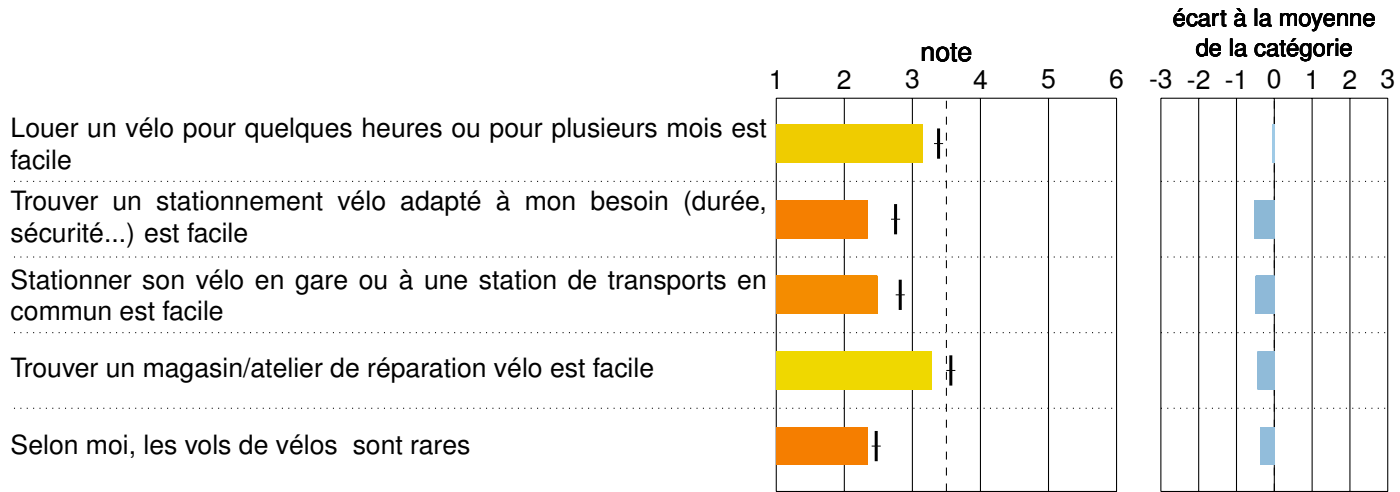 écart à la moyenne
de la catégorie
note
1 2 3 4 5 6
-3 -2 -1 0 1 2 3
Louer un vélo pour quelques heures ou pour plusieurs mois est
facile
Trouver un stationnement vélo adapté à mon besoin (durée,
sécurité...) est facile
Stationner son vélo en gare ou à une station de transports en
commun est facile
Trouver un magasin/atelier de réparation vélo est facile
Selon moi, les vols de vélos sont rares